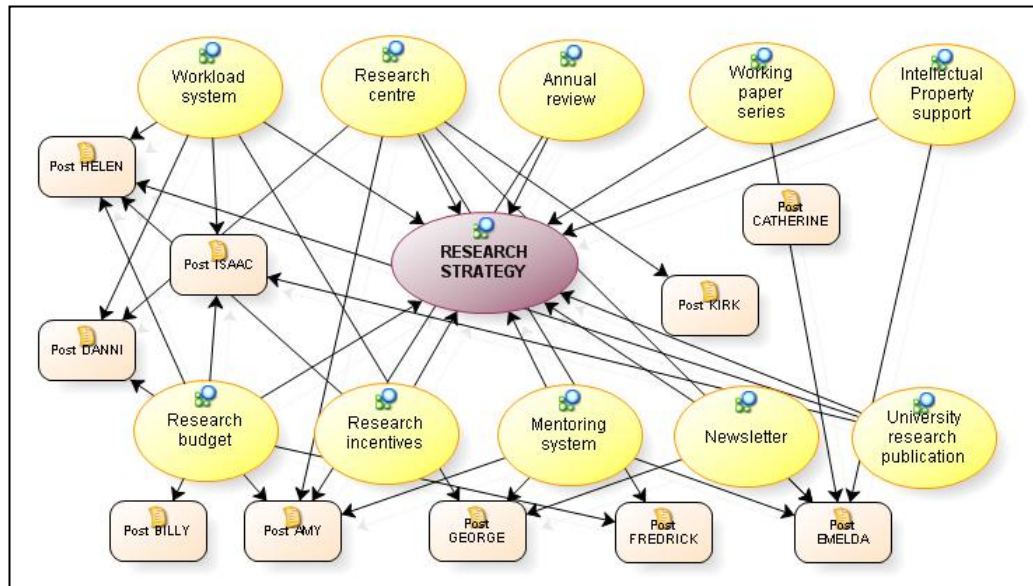 Workload
system
Research
centre
Annual
review
Working
paper
series
Intellectual
Property
support
Post HELEN
Post
CATHERINE
RESEARCH
STRATEGY
Post ISAAC
Post KIRK
Post DANNI
Research
budget
Research
incentives
Mentoring
system
Newsletter
University
research
publication
Post BILLY
Post AMY
Post
GEORGE
Post
FREDRICK
Post
EMELDA